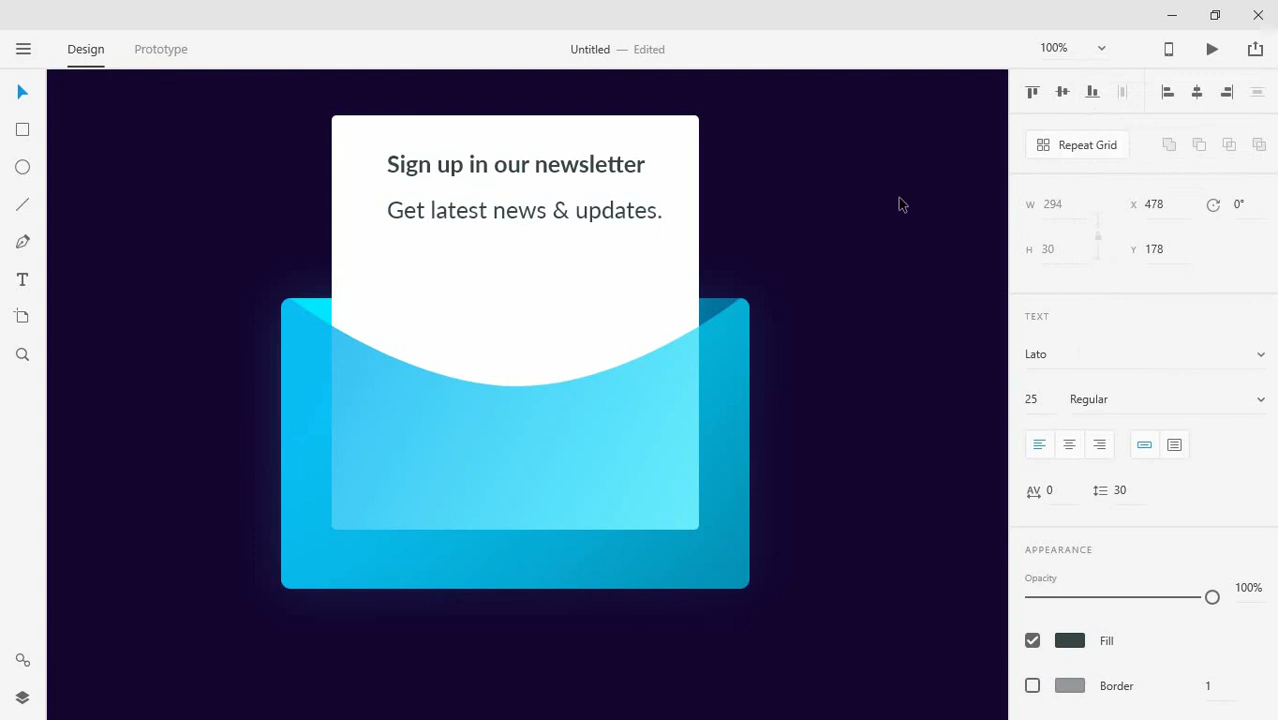 Design Prototype Untitled — Edited 100%
Sign up in our newsletter
Get latest news & updates.
Repeat Grid
W 294 X 478 0°
H 30 Y 178
TEXT
Lato
25 Regular
AV 0 30
APPEARANCE
Opacity
100%
Fill
Border 1